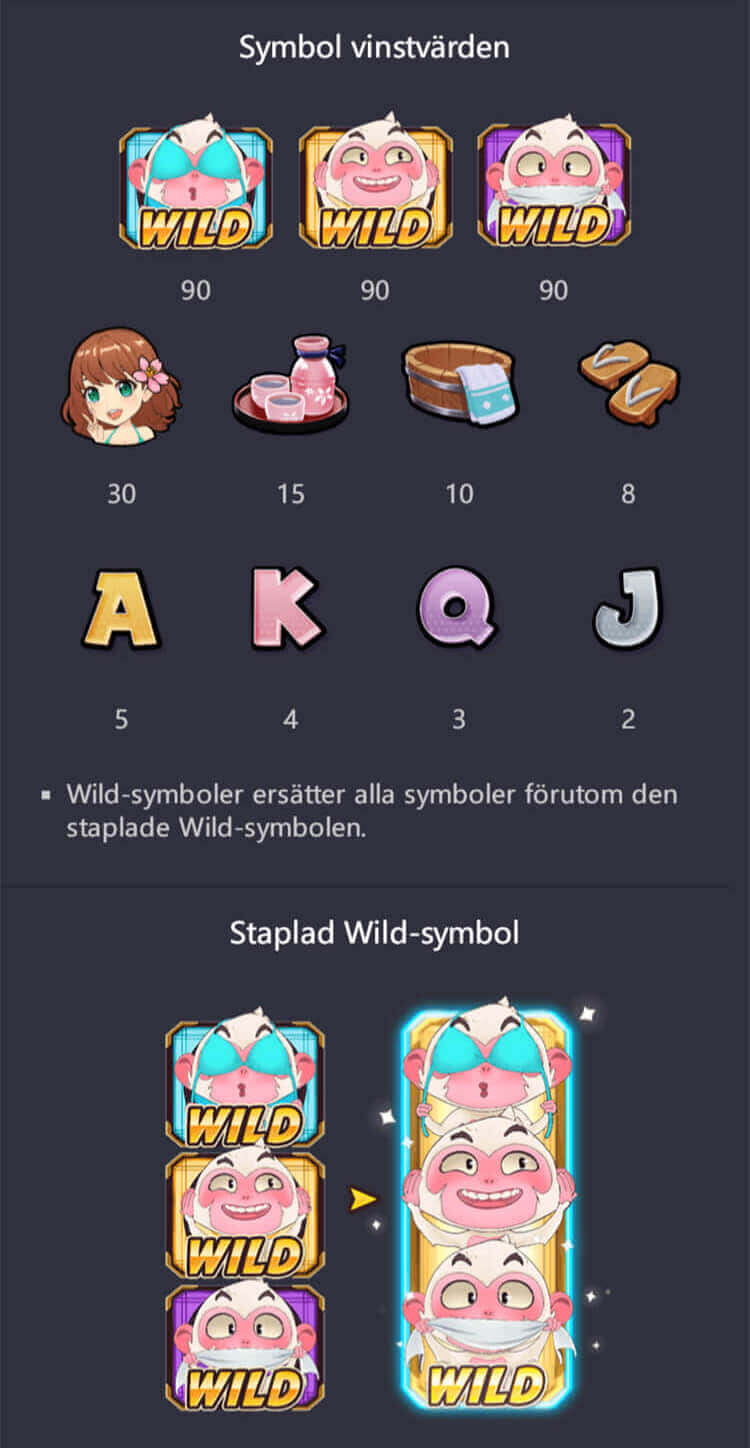 Symbol vinstvärden
WILD WILD WILD
90 90 90
30 15 10 8
A K Q J
5 4 3 2
▪ Wild-symboler ersätter alla symboler förutom den
staplade Wild-symbolen.
Staplad Wild-symbol
WILD
WILD
WILD WILD